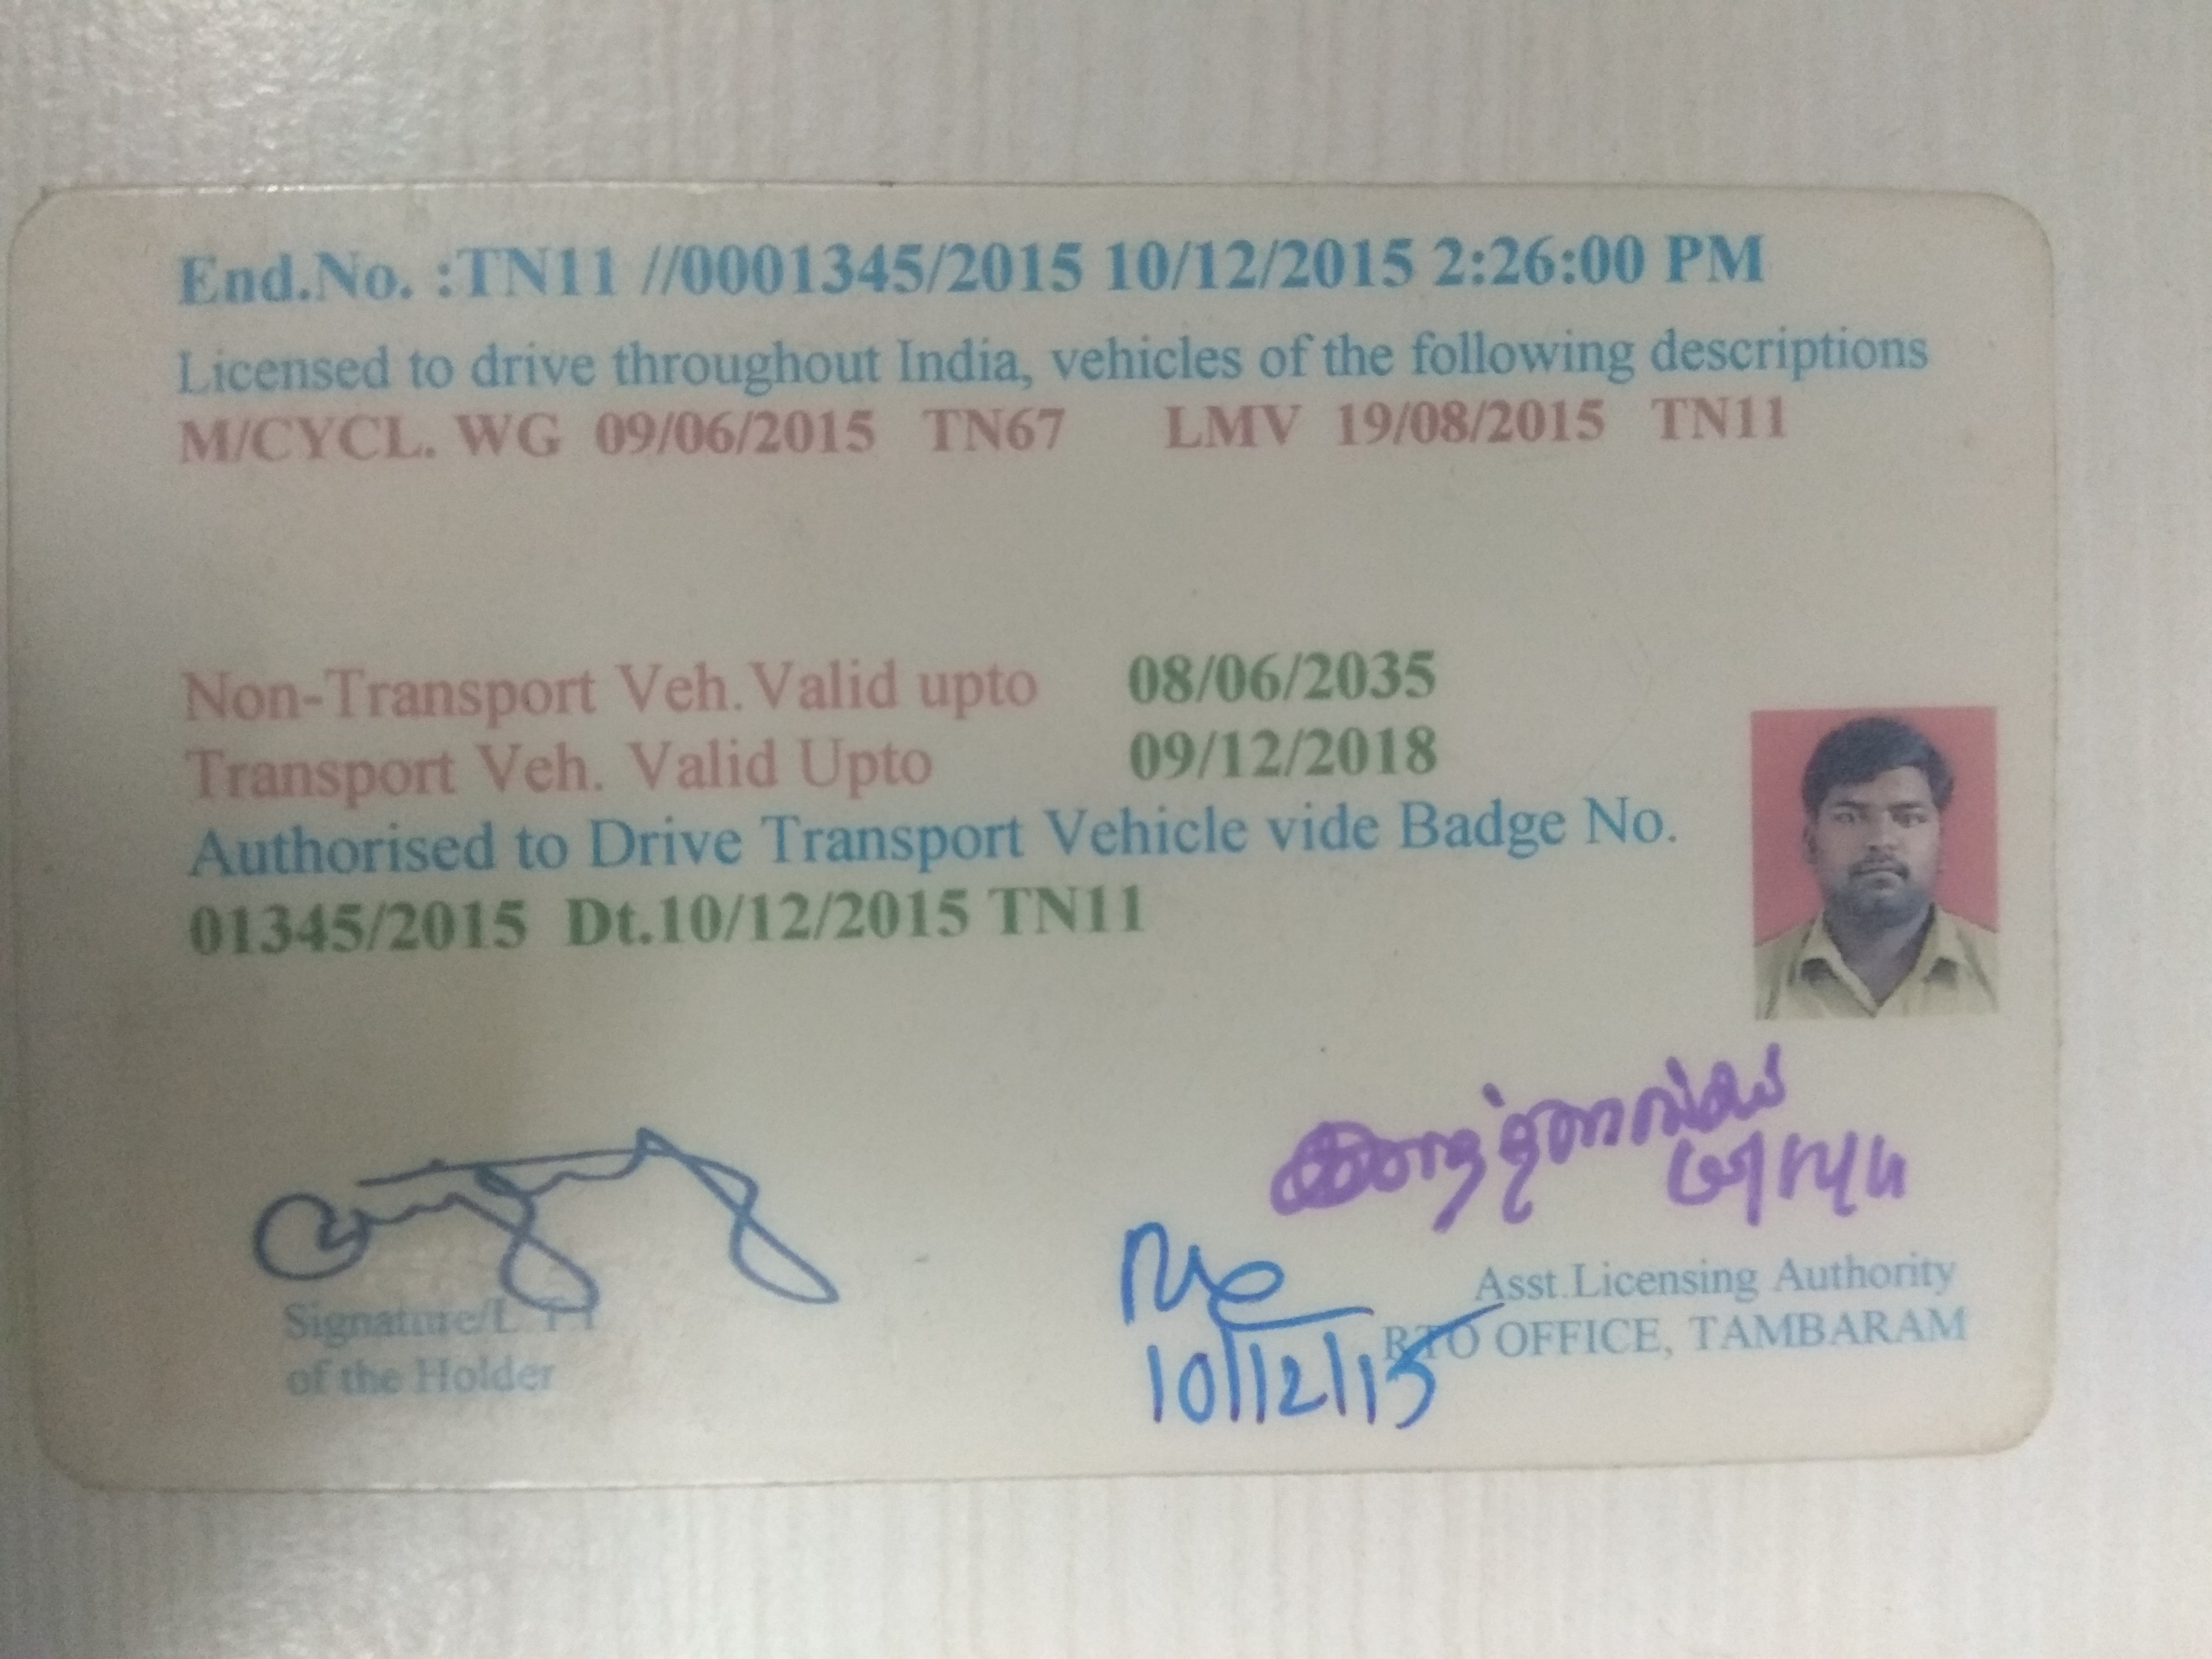 End.No. :TN11 //0001345/2015 10/12/2015 2:26:00 PM
Licensed to drive throughout India, vehicles of the following descriptions
M/CYCL. WG 09/06/2015 TN67 LMV 19/08/2015 TN11
Non-Transport Veh.Valid upto 08/06/2035
Transport Veh. Valid Upto 09/12/2018
Authorised to Drive Transport Vehicle vide Badge No.
01345/2015 Dt.10/12/2015 TN11
Signature/L.T.I
of the Holder
10/12/15
Asst.Licensing Authority
RTO OFFICE, TAMBARAM